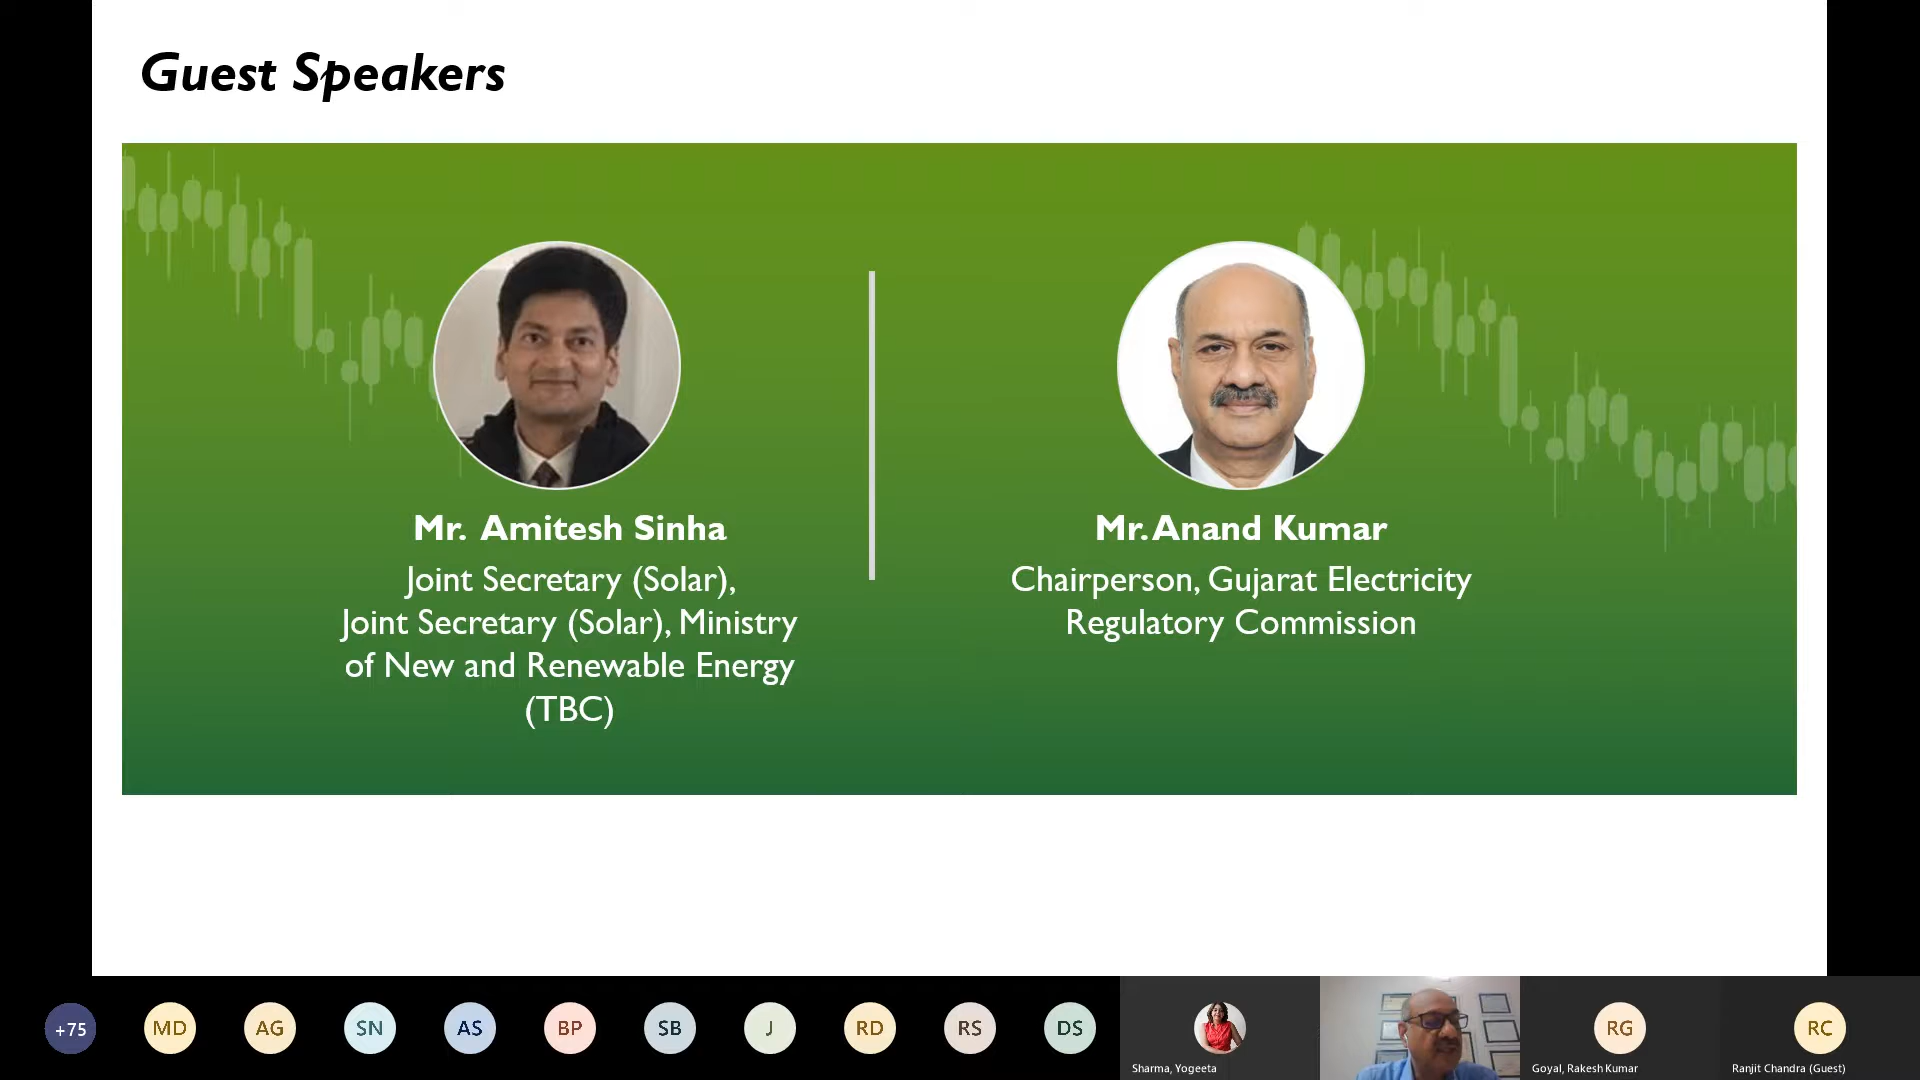 Guest Speakers
Mr. Amitesh Sinha
Joint Secretary (Solar),
Joint Secretary (Solar), Ministry
of New and Renewable Energy
(TBC)
Mr. Anand Kumar
Chairperson, Gujarat Electricity
Regulatory Commission
+75
MD
AG
SN
AS
BP
SB
J
RD
RS
DS
Sharma, Yogeeta
RG
Goyal, Rakesh Kumar
RC
Ranjit Chandra (Guest)